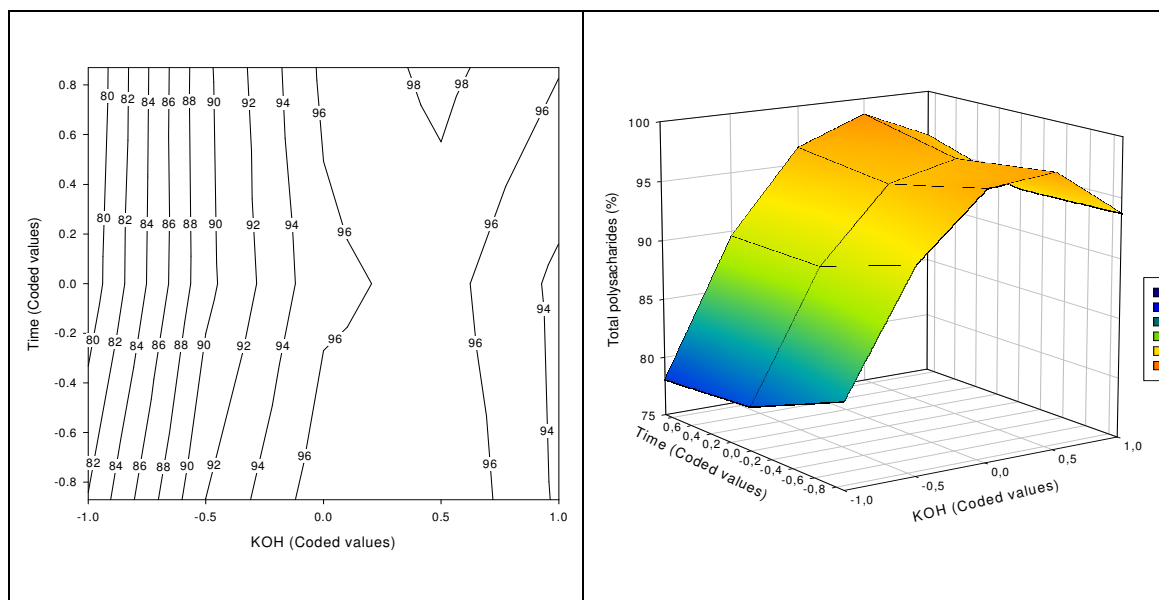 98 98
0.8
80 82 84 86 88 90 92 94 96 96
0.6
0.4
80 82 84 86 88 90 92 94 96 96
0.2
0.0
94
-0.2
80 82 84 86 88 90 92 94 96 96
-0.4
-0.6
94
82 84 86 88 90 92 94 96 96
-0.8
-1.0 -0.5 0.0 0.5 1.0
Time (Coded values)
KOH (Coded values)
100
95
90
85
80
75
Total polysacharides (%)
0,6 0,4 0,2 0,0 -0,2 -0,4 -0,6 -0,8
Time (Coded values)
-1,0 -0,5 0,0 0,5 1,0
KOH (Coded values)